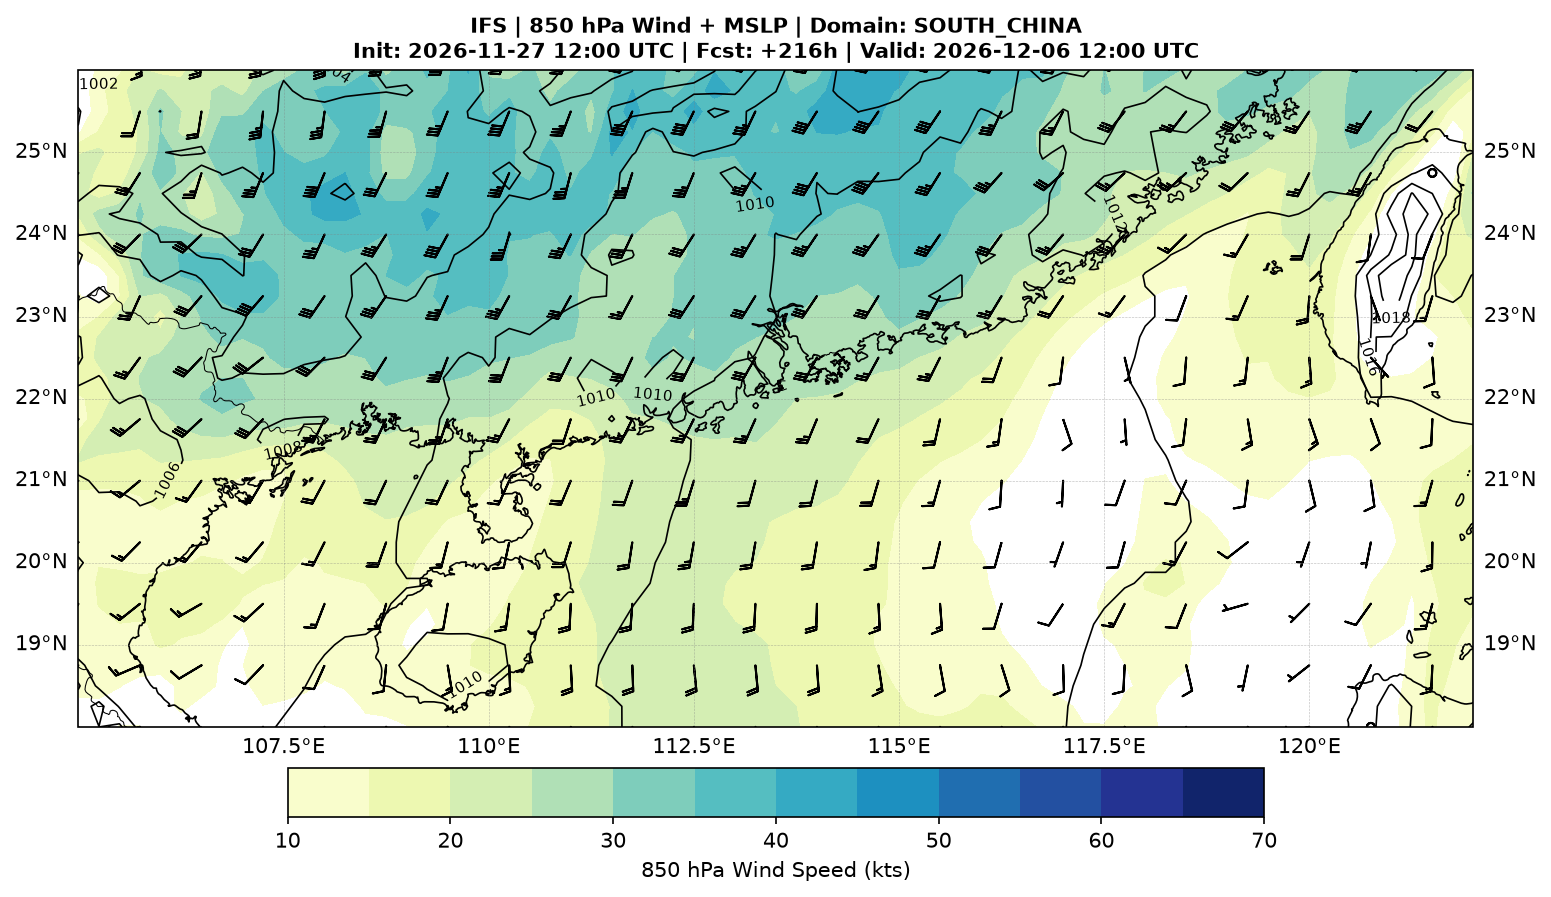 IFS | 850 hPa Wind + MSLP | Domain: SOUTH_CHINA
Init: 2026-11-27 12:00 UTC | Fcst: +216h | Valid: 2026-12-06 12:00 UTC
1002
04
25°N
25°N
1010
1012
24°N
24°N
23°N
1018
23°N
1016
22°N
1010
1010
22°N
1008
1006
21°N
21°N
20°N
20°N
19°N
19°N
1010
107.5°E
110°E
112.5°E
115°E
117.5°E
120°E
10
20
30
40
50
60
70
850 hPa Wind Speed (kts)